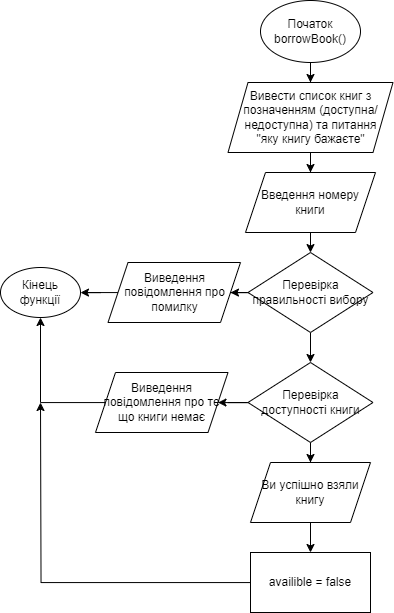 Початок
borrowBook()
Вивести список книг з
позначенням (доступна/
недоступна) та питання
"яку книгу бажаєте"
Введення номеру
книги
Перевірка
правильності вибору
Виведення
повідомлення про
помилку
Кінець
функції
Перевірка
доступності книги
Виведення
повідомлення про те
що книги немає
Ви успішно взяли
книгу
availible = false